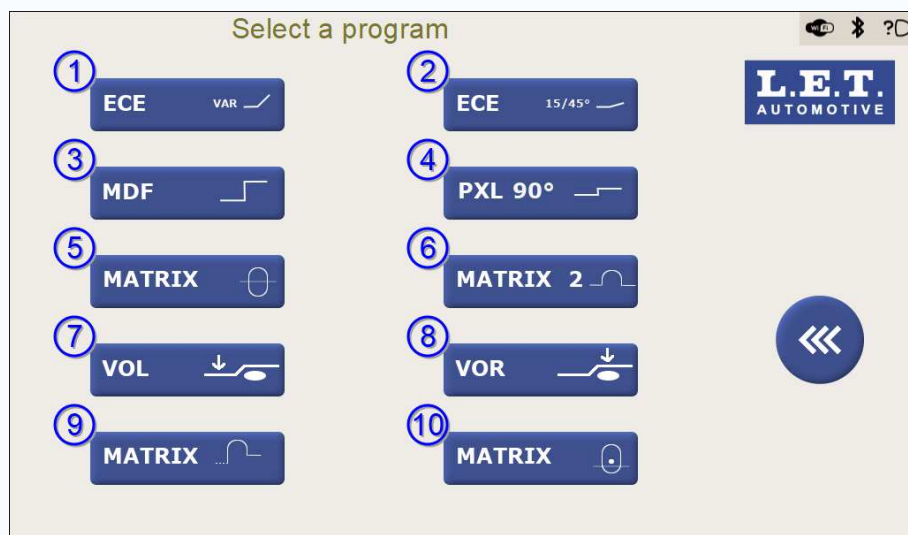 Select a program
WiFi
?
L.E.T.
AUTOMOTIVE
1
2
ECE VAR
ECE 15/45°
3
4
MDF
PXL 90°
5
6
MATRIX
MATRIX 2
7
8
VOL
VOR
9
10
MATRIX
MATRIX